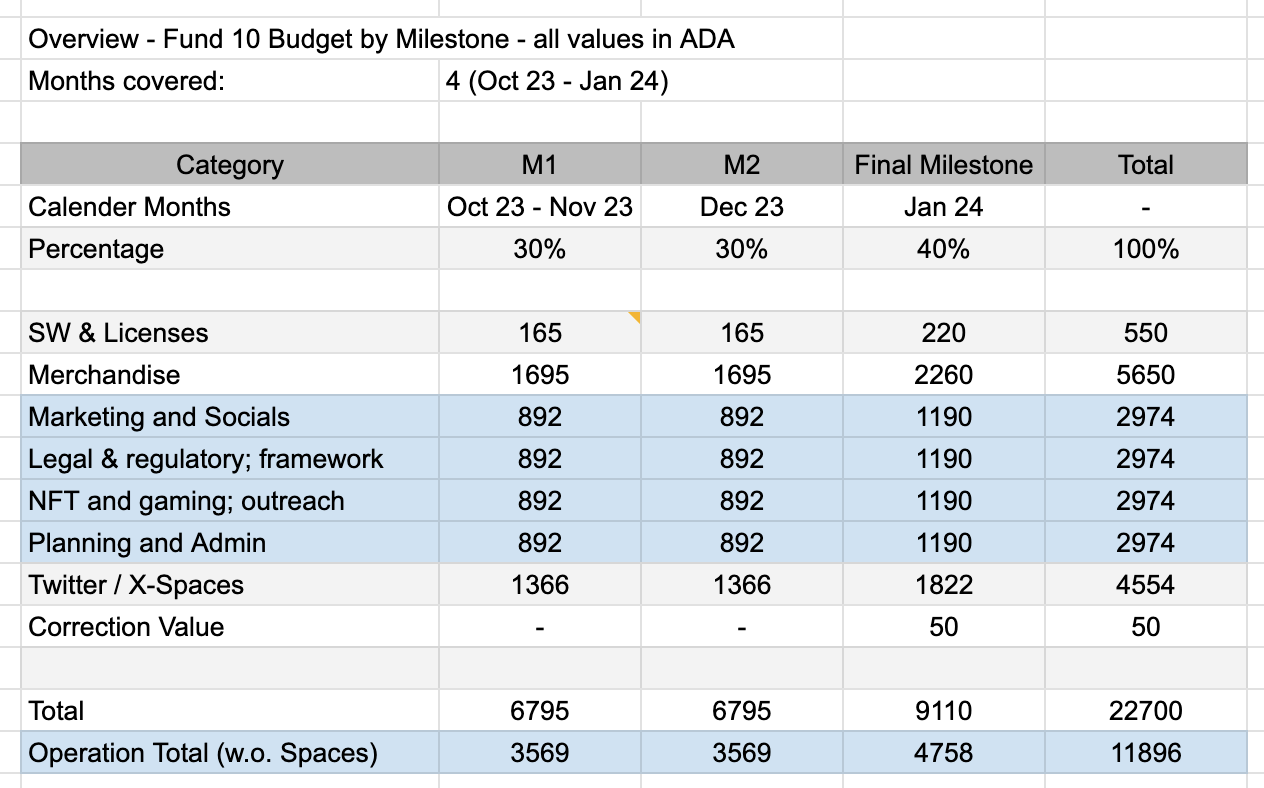 Overview - Fund 10 Budget by Milestone - all values in ADA
Months covered: 4 (Oct 23 - Jan 24)
Category M1 M2 Final Milestone Total
Calender Months Oct 23 - Nov 23 Dec 23 Jan 24 -
Percentage 30% 30% 40% 100%
SW & Licenses 165 165 220 550
Merchandise 1695 1695 2260 5650
Marketing and Socials 892 892 1190 2974
Legal & regulatory; framework 892 892 1190 2974
NFT and gaming; outreach 892 892 1190 2974
Planning and Admin 892 892 1190 2974
Twitter / X-Spaces 1366 1366 1822 4554
Correction Value - - 50 50
Total 6795 6795 9110 22700
Operation Total (w.o. Spaces) 3569 3569 4758 11896